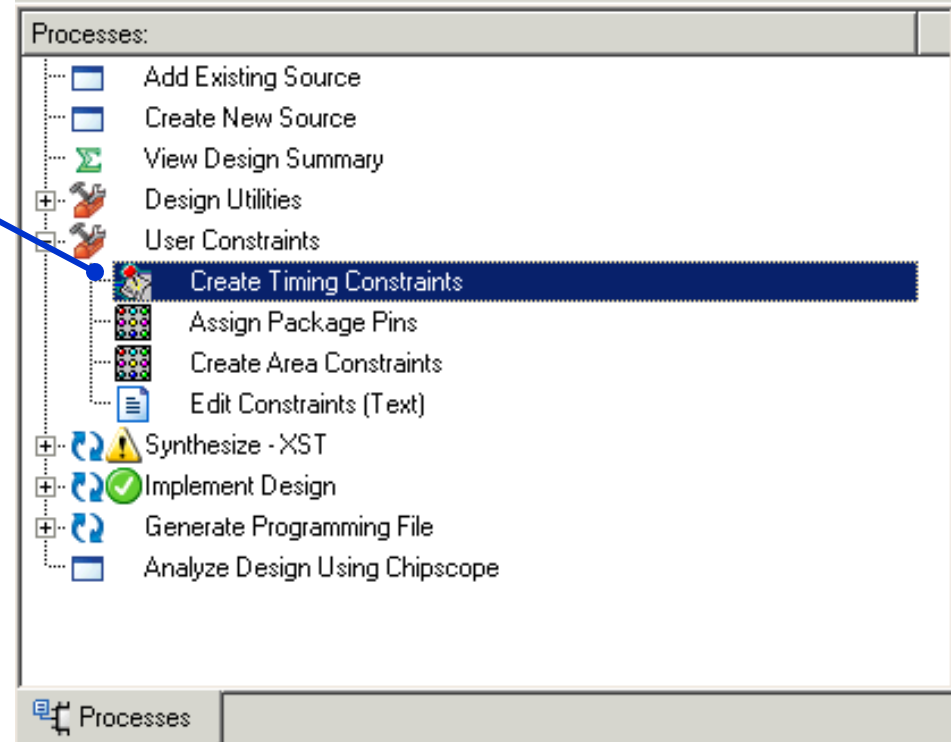 Processes:
Add Existing Source
Create New Source
View Design Summary
Design Utilities
User Constraints
Create Timing Constraints
Assign Package Pins
Create Area Constraints
Edit Constraints (Text)
Synthesize - XST
Implement Design
Generate Programming File
Analyze Design Using Chipscope
Processes